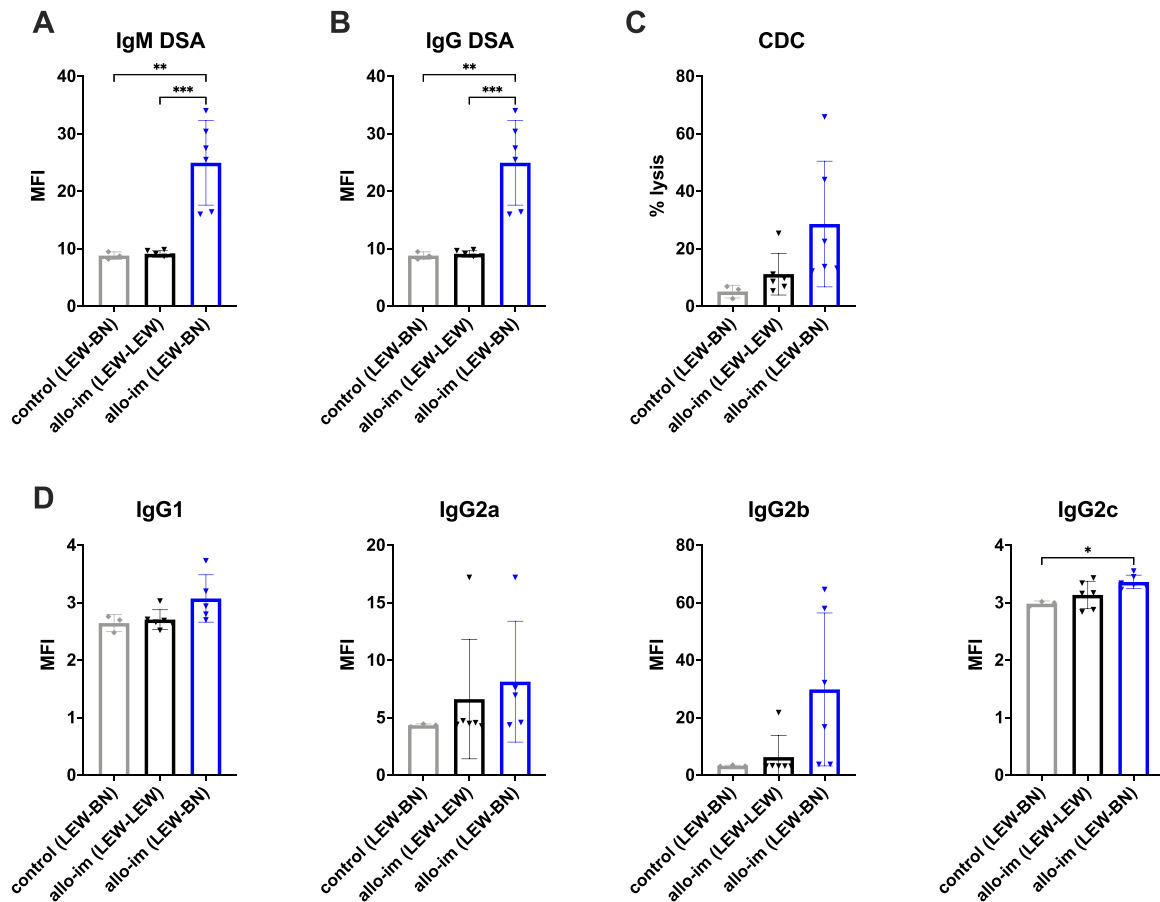 A
B
C
IgM DSA
IgG DSA
CDC
**
***
40
30
20
10
0
MFI
control (LEW-BN)
allo-im (LEW-LEW)
allo-im (LEW-BN)
**
***
40
30
20
10
0
MFI
control (LEW-BN)
allo-im (LEW-LEW)
allo-im (LEW-BN)
80
60
40
20
0
% lysis
control (LEW-BN)
allo-im (LEW-LEW)
allo-im (LEW-BN)
D
IgG1
4
3
2
1
0
MFI
control (LEW-BN)
allo-im (LEW-LEW)
allo-im (LEW-BN)
IgG2a
20
15
10
5
0
MFI
control (LEW-BN)
allo-im (LEW-LEW)
allo-im (LEW-BN)
IgG2b
80
60
40
20
0
MFI
control (LEW-BN)
allo-im (LEW-LEW)
allo-im (LEW-BN)
IgG2c
*
4
3
2
1
0
MFI
control (LEW-BN)
allo-im (LEW-LEW)
allo-im (LEW-BN)